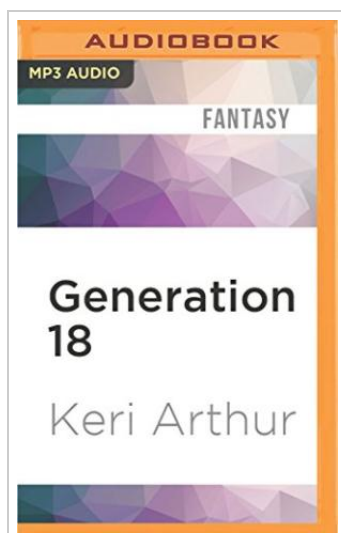 AUDIOBOOK
MP3 AUDIO
FANTASY
Generation
18
Keri Arthur